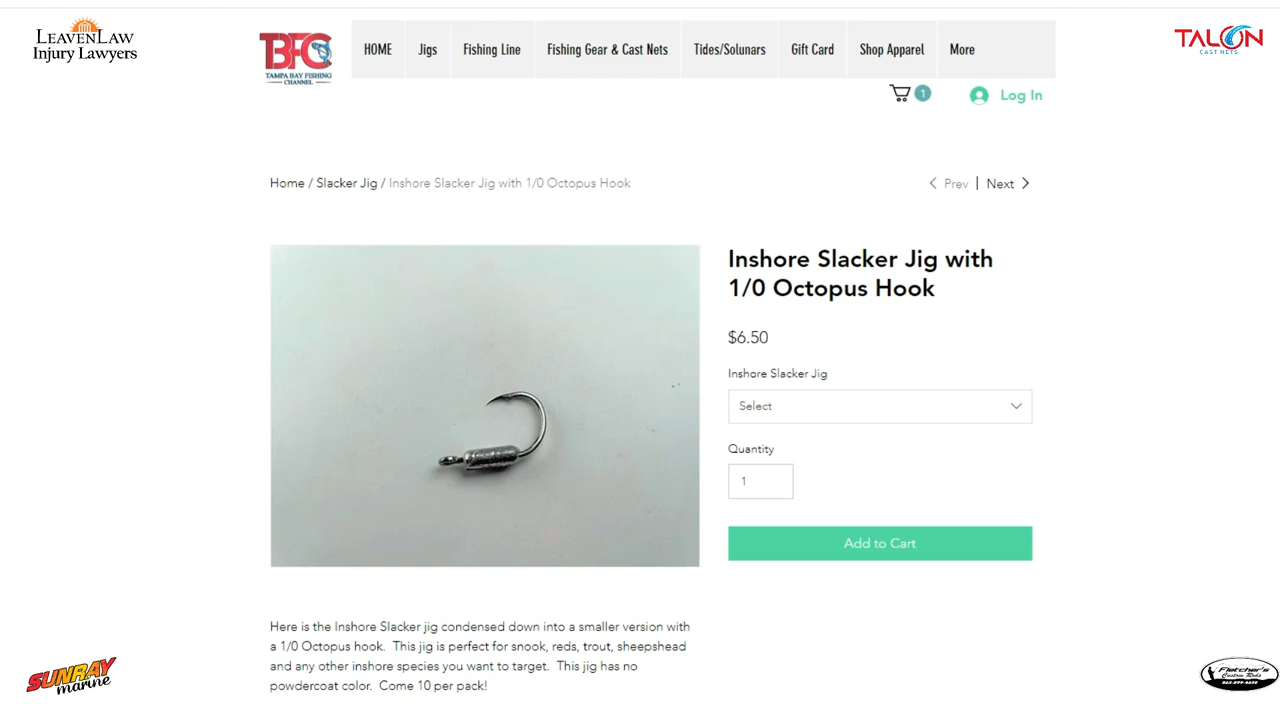 LEAVENLAW
Injury Lawyers
TBFC
TAMPA BAY FISHING
CHANNEL
HOME
Jigs
Fishing Line
Fishing Gear & Cast Nets
Tides/Solunars
Gift Card
Shop Apparel
More
TALON
CAST NETS
1
Log In
Home / Slacker Jig / Inshore Slacker Jig with 1/0 Octopus Hook
Prev | Next
Inshore Slacker Jig with
1/0 Octopus Hook
$6.50
Inshore Slacker Jig
Select
Quantity
1
Add to Cart
Here is the Inshore Slacker jig condensed down into a smaller version with
a 1/0 Octopus hook.  This jig is perfect for snook, reds, trout, sheepshead
and any other inshore species you want to target.  This jig has no
powdercoat color.  Come 10 per pack!
SUNRAY
marine
Fletcher's
Custom Rods